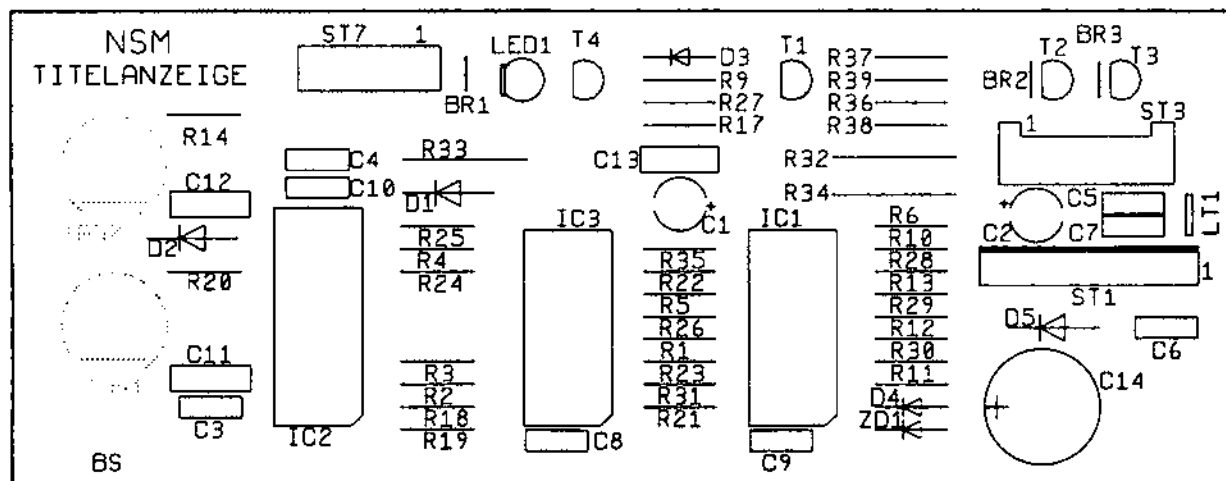 NSM
TITELANZEIGE
ST7 1
LED1
T4
BR1
D3
R9
R27
R17
T1
R37
R39
R36
R38
BR3
T2
T3
BR2
ST3
1
R14
C4
C10
R33
D1
C13
C1
+
R32
R34
C12
D2
R20
IC3
IC1
R25
R4
R24
R35
R22
R5
R26
R1
R23
R31
R21
R6
R10
R28
R13
R29
R12
R30
R11
D4
ZD1
+
C2
C5
C7
LT1
1
ST1
D5
C6
C14
+
C11
C3
IC2
R3
R2
R18
R19
C8
C9
BS